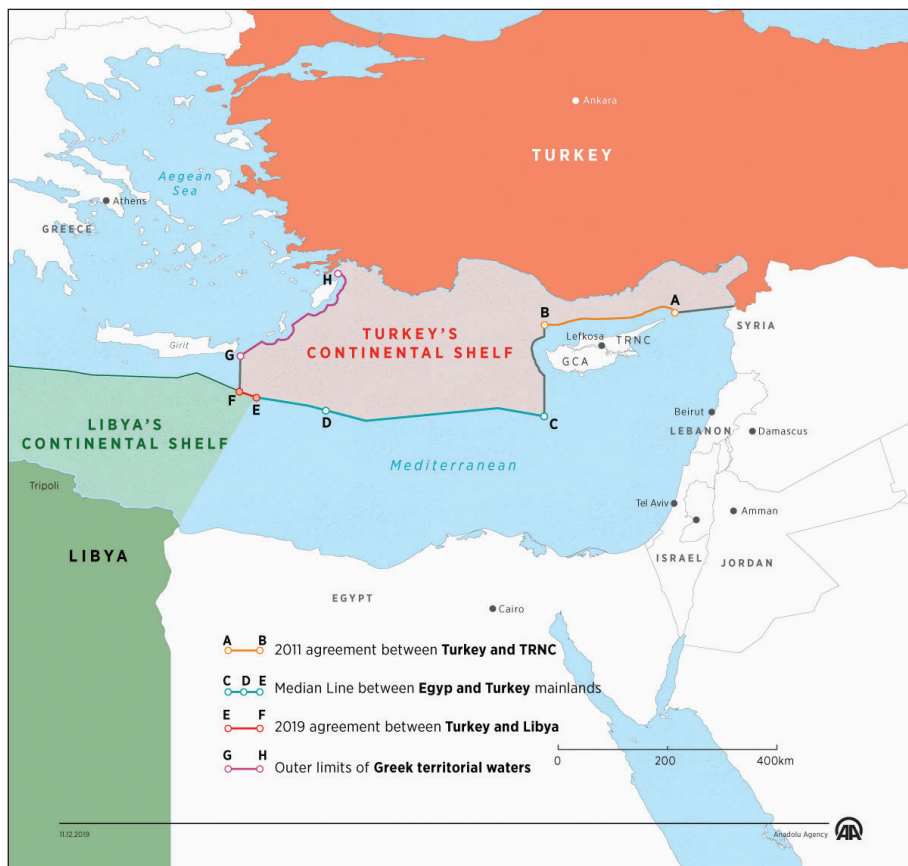 Ankara
TURKEY
Aegean
Sea
Athens
GREECE
H
B
A
Lefkosa
TRNC
GCA
SYRIA
TURKEY'S
CONTINENTAL SHELF
Girit
G
F
E
D
C
Beirut
LEBANON
Damascus
LIBYA'S
CONTINENTAL SHELF
Mediterranean
Tripoli
Tel Aviv
Amman
LIBYA
ISRAEL
JORDAN
EGYPT
Cairo
A B
2011 agreement between Turkey and TRNC
C D E
Median Line between Egyp and Turkey mainlands
E F
2019 agreement between Turkey and Libya
G H
Outer limits of Greek territorial waters
0 200 400km
11.12.2019
Anadolu Agency AA